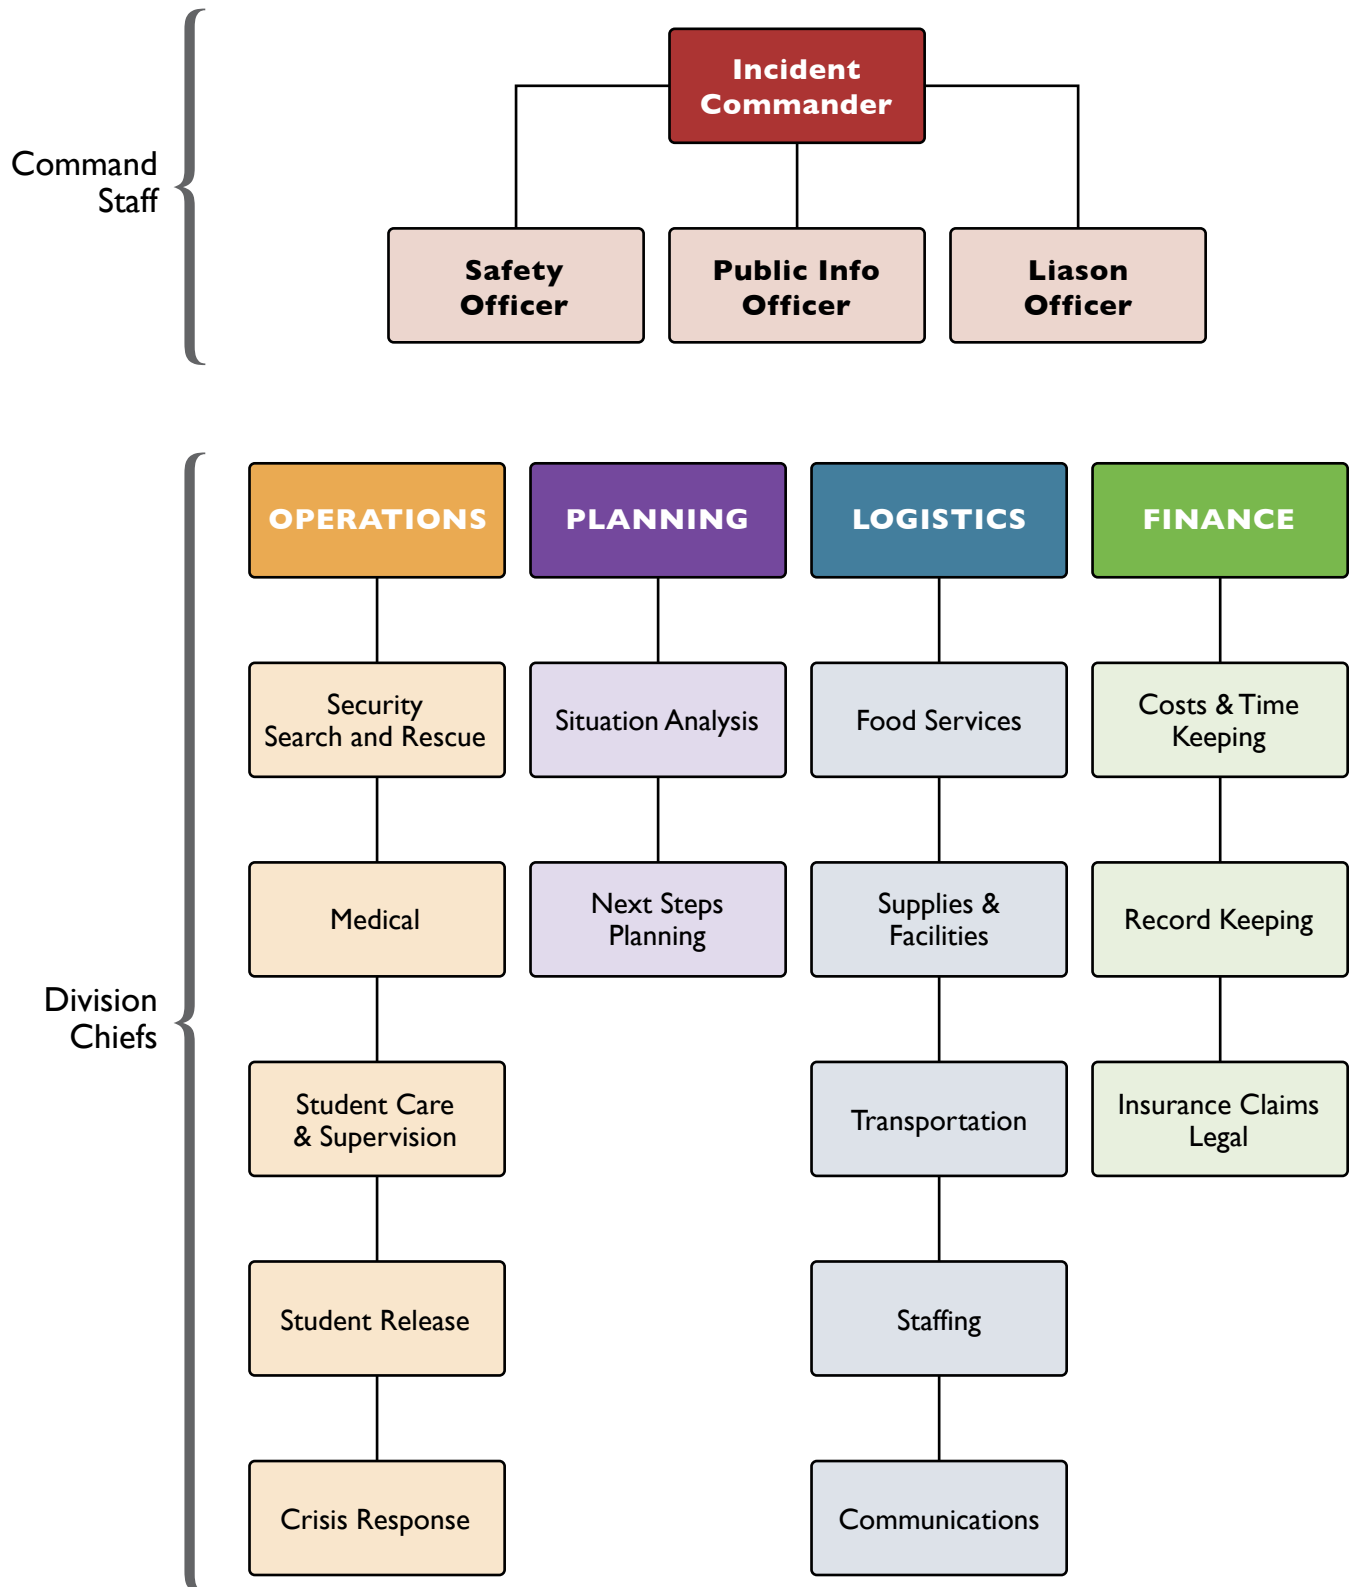 Incident
Commander
Command
Staff
Safety
Officer
Public Info
Officer
Liason
Officer
OPERATIONS
PLANNING
LOGISTICS
FINANCE
Security
Search and Rescue
Situation Analysis
Food Services
Costs & Time
Keeping
Medical
Next Steps
Planning
Supplies &
Facilities
Record Keeping
Division
Chiefs
Student Care
& Supervision
Transportation
Insurance Claims
Legal
Student Release
Staffing
Crisis Response
Communications